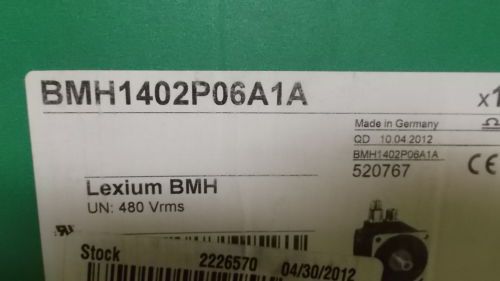 BMH1402P06A1A
x1
Made in Germany
QD 10.04.2012
BMH1402P06A1A
520767
CE
Lexium BMH
UN: 480 Vrms
Stock 2226570 04/30/2012